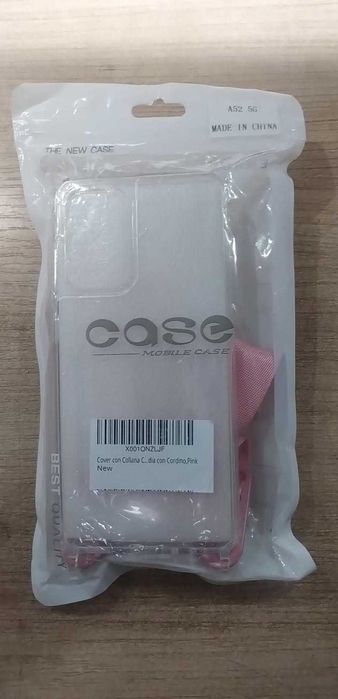 A52 5G
MADE IN CHINA
THE NEW CASE
case
MOBILE CASE
X001ONZLJF
Cover con Collana C...dia con Cordino,Pink
New
BEST QUALITY